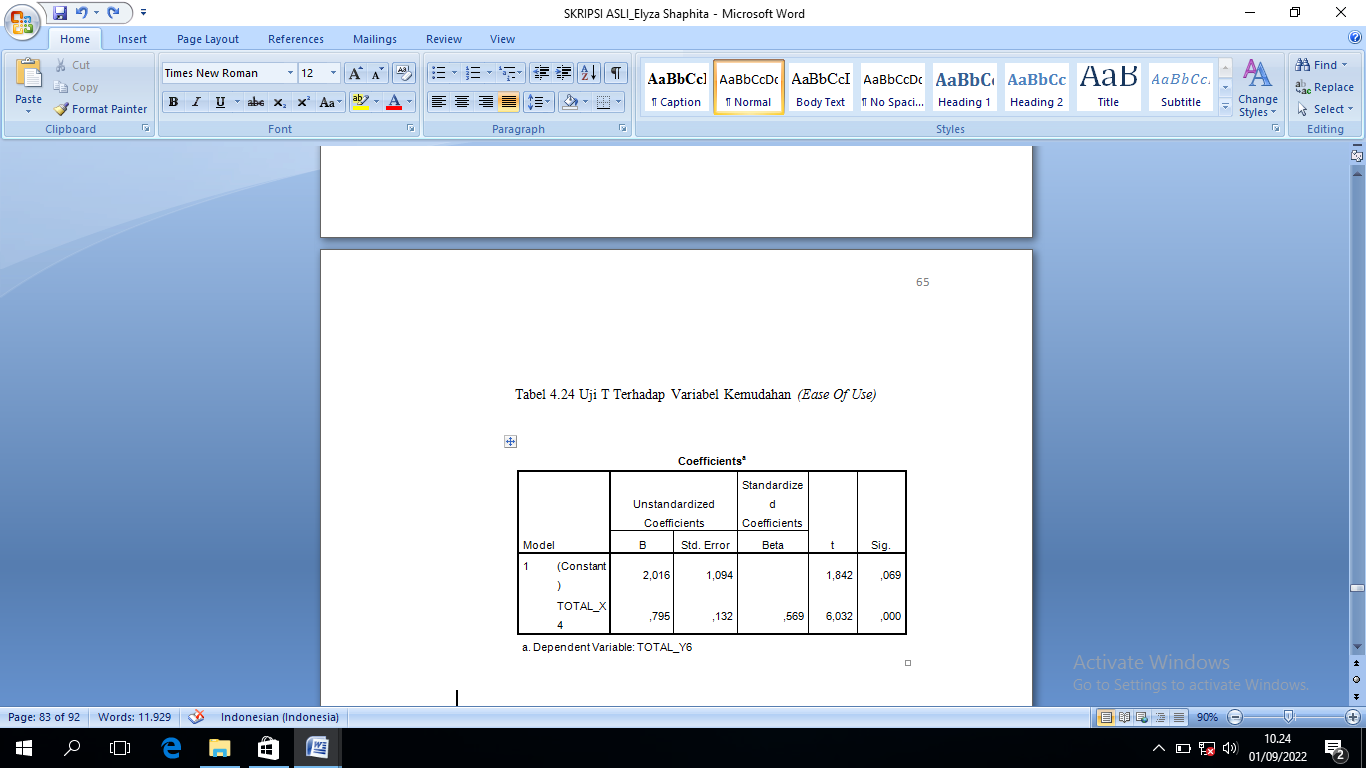 SKRIPSI ASLI_Elyza Shaphita - Microsoft Word
Home Insert Page Layout References Mailings Review View
Paste
Cut
Copy
Format Painter
Clipboard
Times New Roman 12
Font
Paragraph
AaBbCcI AaBbCcDc AaBbCcI AaBbCcDc AaBbC AaBbCc AaB AaBbCc.
¶ Caption ¶ Normal Body Text ¶ No Spaci... Heading 1 Heading 2 Title Subtitle
Change
Styles
Styles
Find
Replace
Select
Editing
65
Tabel 4.24 Uji T Terhadap Variabel Kemudahan (Ease Of Use)
Coefficientsᵃ
Model Unstandardized Coefficients Standardized Coefficients t Sig.
B Std. Error Beta
1 (Constant) 2,016 1,094 1,842 ,069
TOTAL_X4 ,795 ,132 ,569 6,032 ,000
a. Dependent Variable: TOTAL_Y6
Activate Windows
Go to Settings to activate Windows.
Page: 83 of 92 Words: 11.929 Indonesian (Indonesia) 90%
10.24
01/09/2022
2